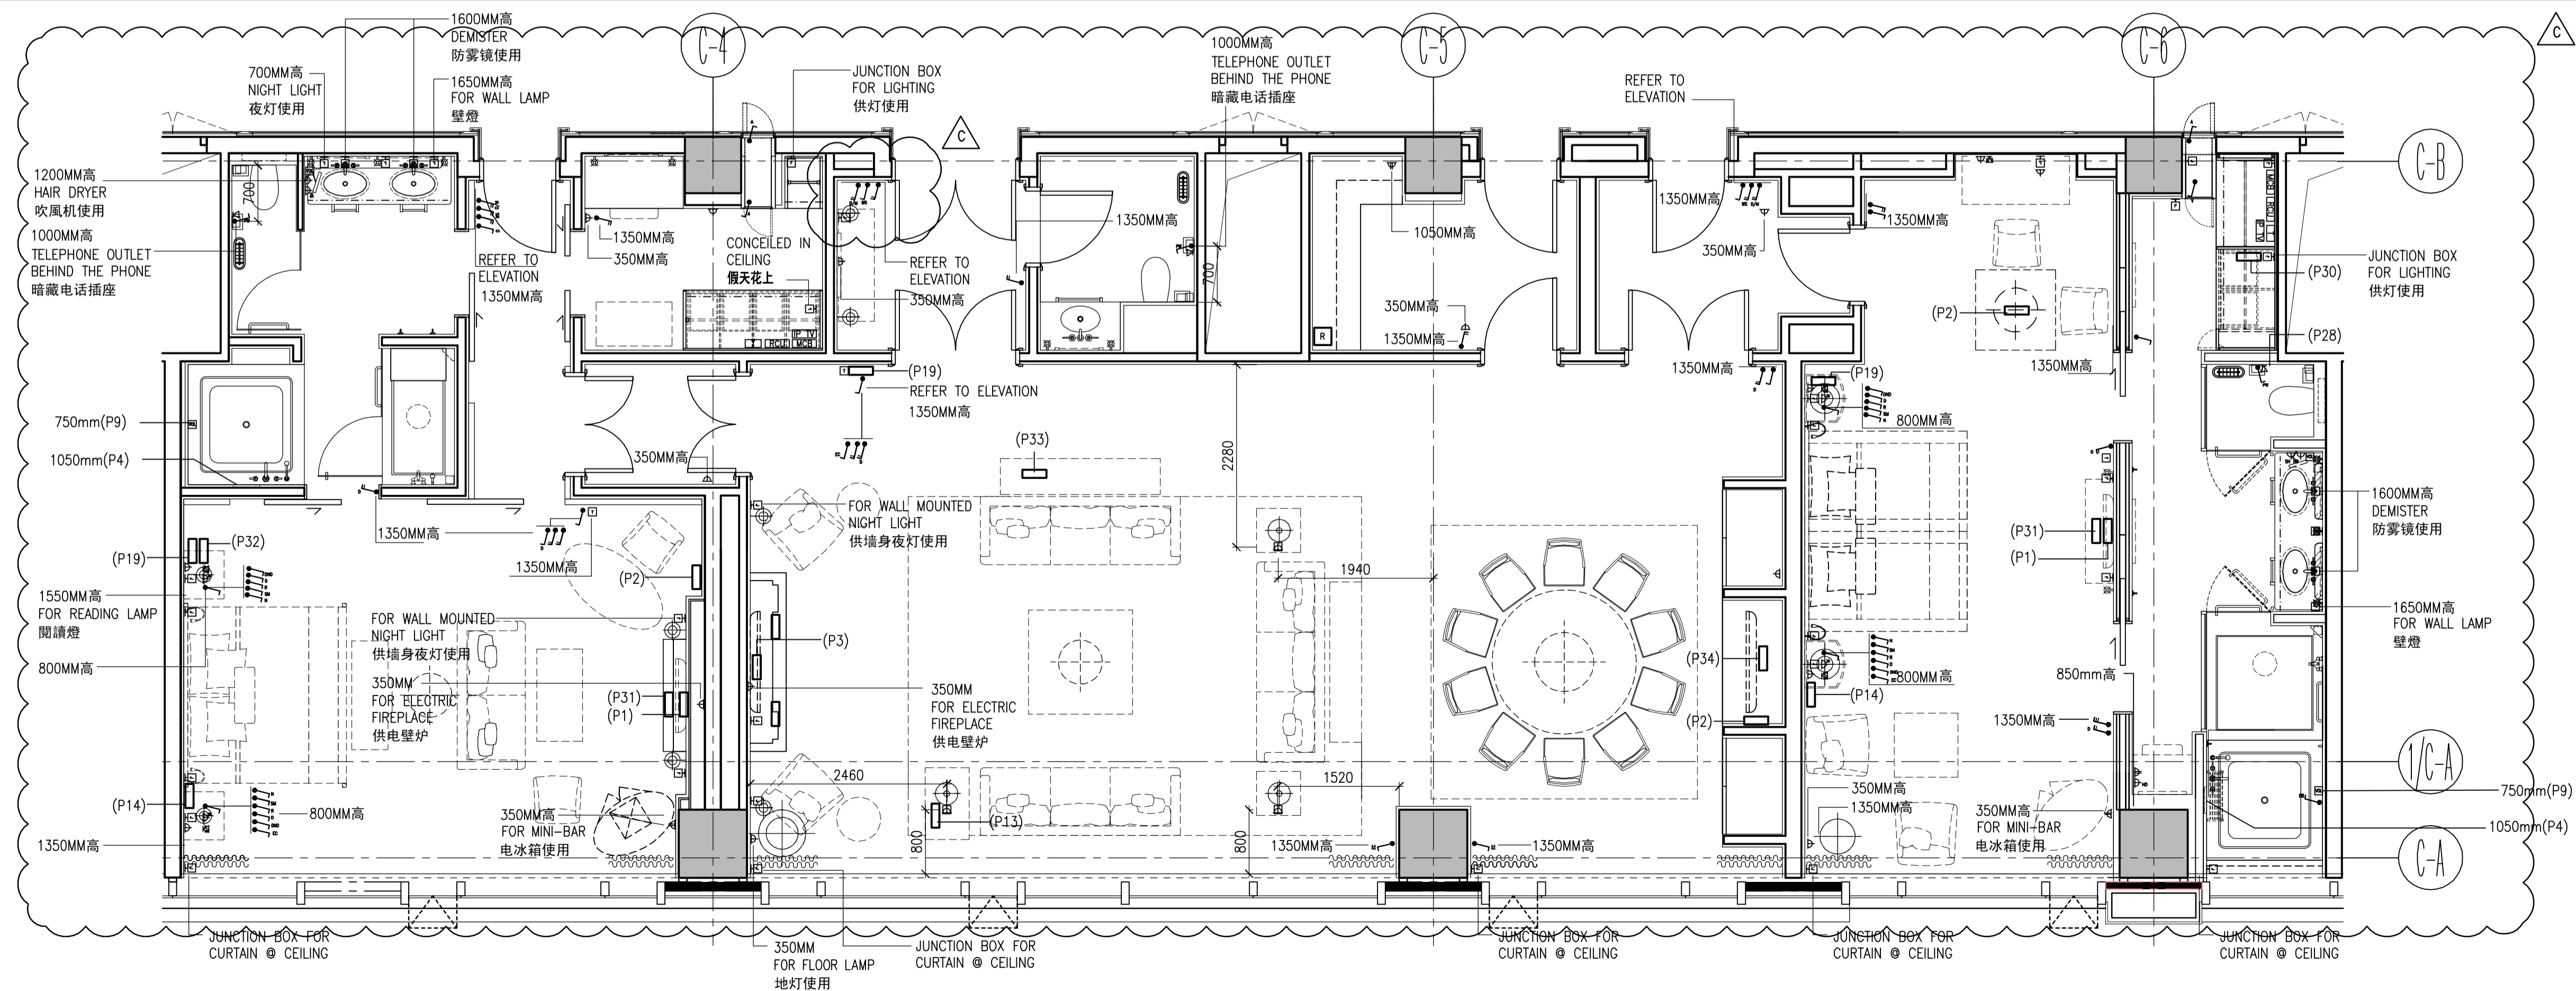 1600MM高
DEMISTER
防雾镜使用
700MM高
NIGHT LIGHT
夜灯使用
1650MM高
FOR WALL LAMP
壁燈
C-4
JUNCTION BOX
FOR LIGHTING
供灯使用
C
1000MM高
TELEPHONE OUTLET
BEHIND THE PHONE
暗藏电话插座
C-5
REFER TO
ELEVATION
C-6
C
C-B
1200MM高
HAIR DRYER
吹風机使用
1000MM高
TELEPHONE OUTLET
BEHIND THE PHONE
暗藏电话插座
700
REFER TO
ELEVATION
1350MM高
1350MM高
350MM高
CONCEILED IN
CEILING
假天花上
RCU
MCB
REFER TO
ELEVATION
350MM高
1350MM高
700
1050MM高
350MM高
1350MM高
R
1350MM高
350MM高
1350MM高
1350MM高
(P2)
1350MM高
MCB
RCU
(P30)
JUNCTION BOX
FOR LIGHTING
供灯使用
(P28)
(P19)
REFER TO ELEVATION
1350MM高
(P19)
800MM高
750mm(P9)
1050mm(P4)
350MM高
(P33)
2280
1350MM高
1350MM高
FOR WALL MOUNTED
NIGHT LIGHT
供墙身夜灯使用
(P19)
(P32)
(P2)
1940
(P31)
(P1)
1600MM高
DEMISTER
防雾镜使用
1550MM高
FOR READING LAMP
閱讀燈
FOR WALL MOUNTED
NIGHT LIGHT
供墙身夜灯使用
1650MM高
FOR WALL LAMP
壁燈
800MM高
350MM
FOR ELECTRIC
FIREPLACE
供电壁炉
(P31)
(P1)
(P3)
350MM
FOR ELECTRIC
FIREPLACE
供电壁炉
(P34)
(P2)
800MM高
(P14)
850mm高
1350MM高
1/C-A
(P14)
800MM高
1350MM高
350MM高
FOR MINI-BAR
电冰箱使用
2460
(P13)
800
1520
800
1350MM高
1350MM高
350MM高
1350MM高
350MM高
FOR MINI-BAR
电冰箱使用
750mm(P9)
1050mm(P4)
C-A
JUNCTION BOX FOR
CURTAIN @ CEILING
350MM
FOR FLOOR LAMP
地灯使用
JUNCTION BOX FOR
CURTAIN @ CEILING
JUNCTION BOX FOR
CURTAIN @ CEILING
JUNCTION BOX FOR
CURTAIN @ CEILING
JUNCTION BOX FOR
CURTAIN @ CEILING